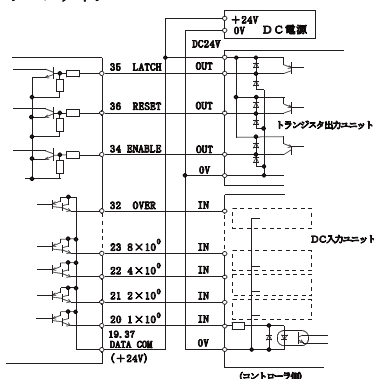 +24V
0V
DC電源
DC24V
35 LATCH OUT
36 RESET OUT
トランジスタ出力ユニット
34 ENABLE OUT
0V
32 OVER IN
DC入力ユニット
23 8×10⁰ IN
22 4×10⁰ IN
21 2×10⁰ IN
20 1×10⁰ IN
19.37
DATA COM 0V
(+24V)
(コントローラ側)